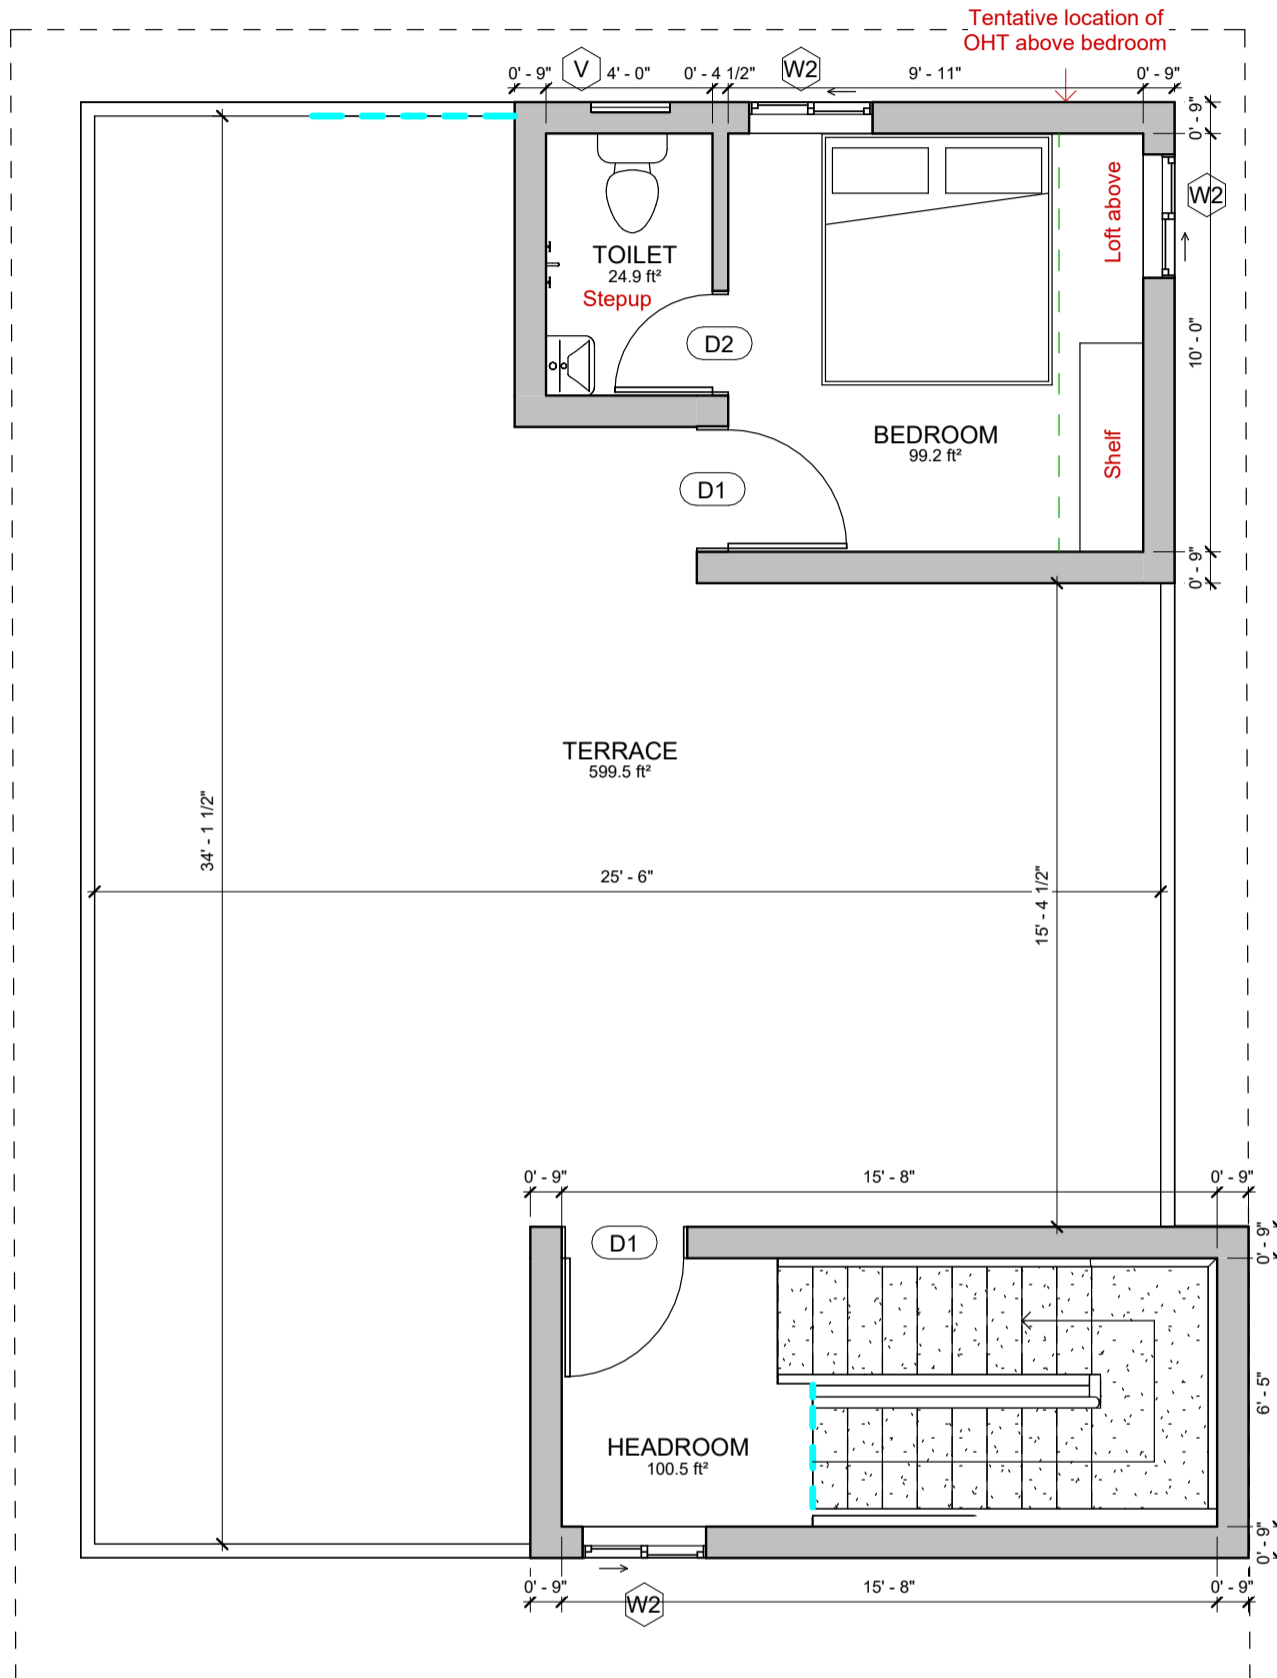 Tentative location of
OHT above bedroom
0' - 9"
V
4' - 0"
0' - 4 1/2"
W2
9' - 11"
0' - 9"
0' - 9"
Loft above
W2
TOILET
24.9 ft²
Stepup
D2
10' - 0"
BEDROOM
99.2 ft²
Shelf
D1
0' - 9"
TERRACE
599.5 ft²
34' - 1 1/2"
25' - 6"
15' - 4 1/2"
0' - 9"
15' - 8"
0' - 9"
D1
0' - 9"
6' - 5"
HEADROOM
100.5 ft²
0' - 9"
0' - 9"
W2
15' - 8"
0' - 9"